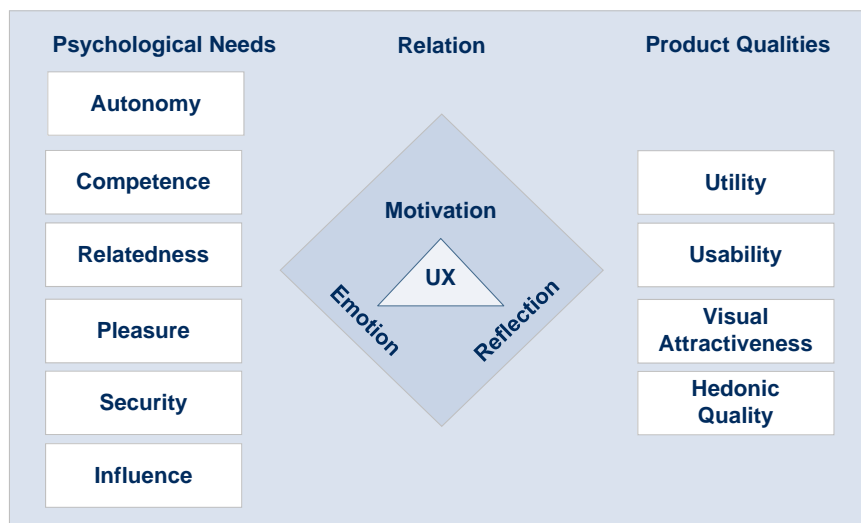 Psychological Needs
Relation
Product Qualities
Autonomy
Competence
Relatedness
Pleasure
Security
Influence
Motivation
UX
Emotion
Reflection
Utility
Usability
Visual
Attractiveness
Hedonic
Quality